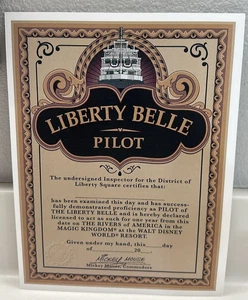 LIBERTY BELLE
PILOT
The undersigned Inspector for the District of
Liberty Square certifies that:
has been examined this day and has success-
fully demonstrated proficiency as PILOT of
THE LIBERTY BELLE and is hereby declared
licensed to act as such for one year from this
date on THE RIVERS OF AMERICA in the
MAGIC KINGDOM® at the WALT DISNEY
WORLD® RESORT.
Given under my hand, this day
of 20
Mickey Mouse
Mickey Mouse, Commodore